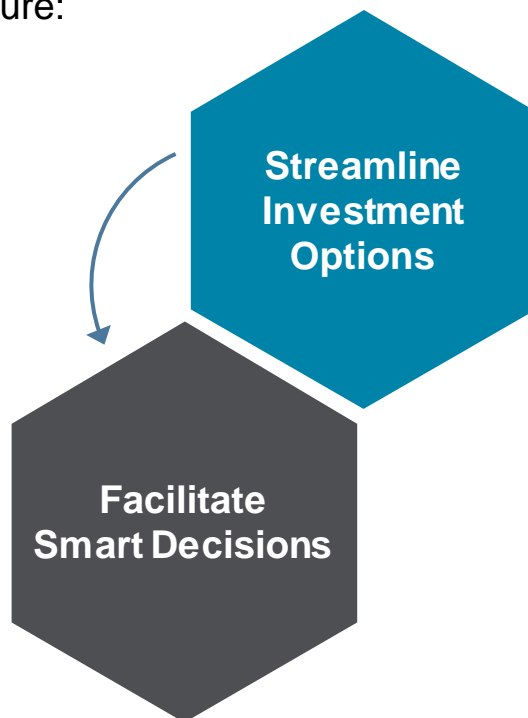 ure:
Streamline
Investment
Options
Facilitate
Smart Decisions